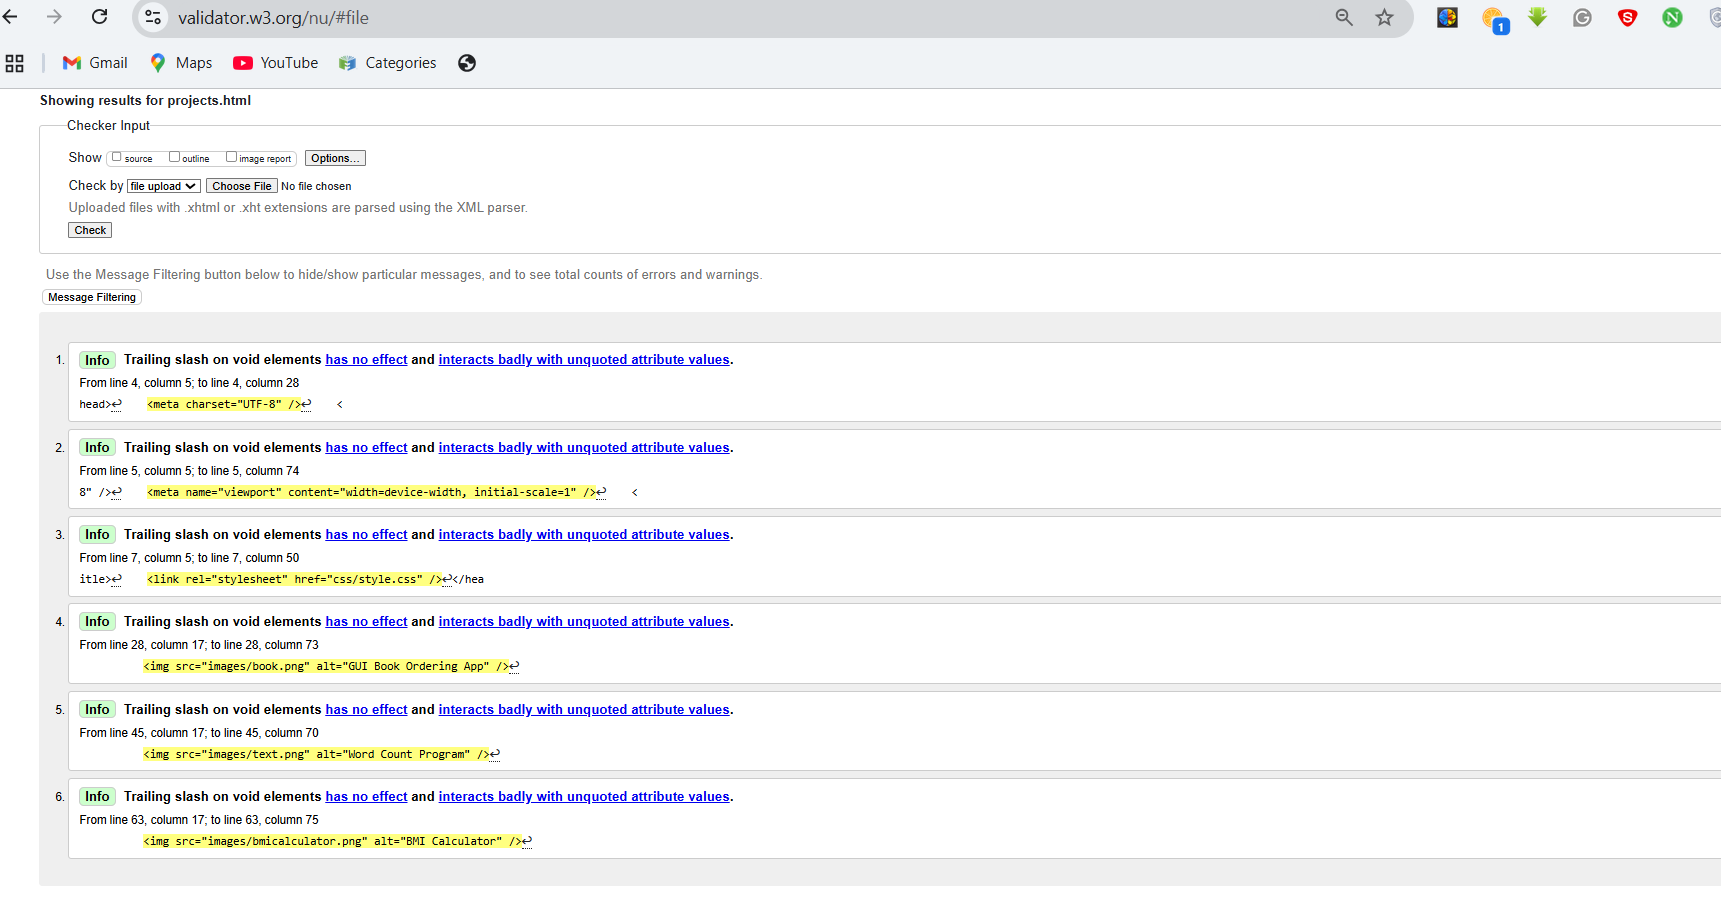 validator.w3.org/nu/#file
1
Gmail
Maps
YouTube
Categories
Showing results for projects.html
Checker Input
Show source outline image report Options...
Check by file upload Choose File No file chosen
Uploaded files with .xhtml or .xht extensions are parsed using the XML parser.
Check
Use the Message Filtering button below to hide/show particular messages, and to see total counts of errors and warnings.
Message Filtering
1. Info Trailing slash on void elements has no effect and interacts badly with unquoted attribute values.
From line 4, column 5; to line 4, column 28
head>↩ <meta charset="UTF-8" />↩ <
2. Info Trailing slash on void elements has no effect and interacts badly with unquoted attribute values.
From line 5, column 5; to line 5, column 74
8" />↩ <meta name="viewport" content="width=device-width, initial-scale=1" />↩ <
3. Info Trailing slash on void elements has no effect and interacts badly with unquoted attribute values.
From line 7, column 5; to line 7, column 50
itle>↩ <link rel="stylesheet" href="css/style.css" />↩</hea
4. Info Trailing slash on void elements has no effect and interacts badly with unquoted attribute values.
From line 28, column 17; to line 28, column 73
<img src="images/book.png" alt="GUI Book Ordering App" />↩
5. Info Trailing slash on void elements has no effect and interacts badly with unquoted attribute values.
From line 45, column 17; to line 45, column 70
<img src="images/text.png" alt="Word Count Program" />↩
6. Info Trailing slash on void elements has no effect and interacts badly with unquoted attribute values.
From line 63, column 17; to line 63, column 75
<img src="images/bmicalculator.png" alt="BMI Calculator" />↩